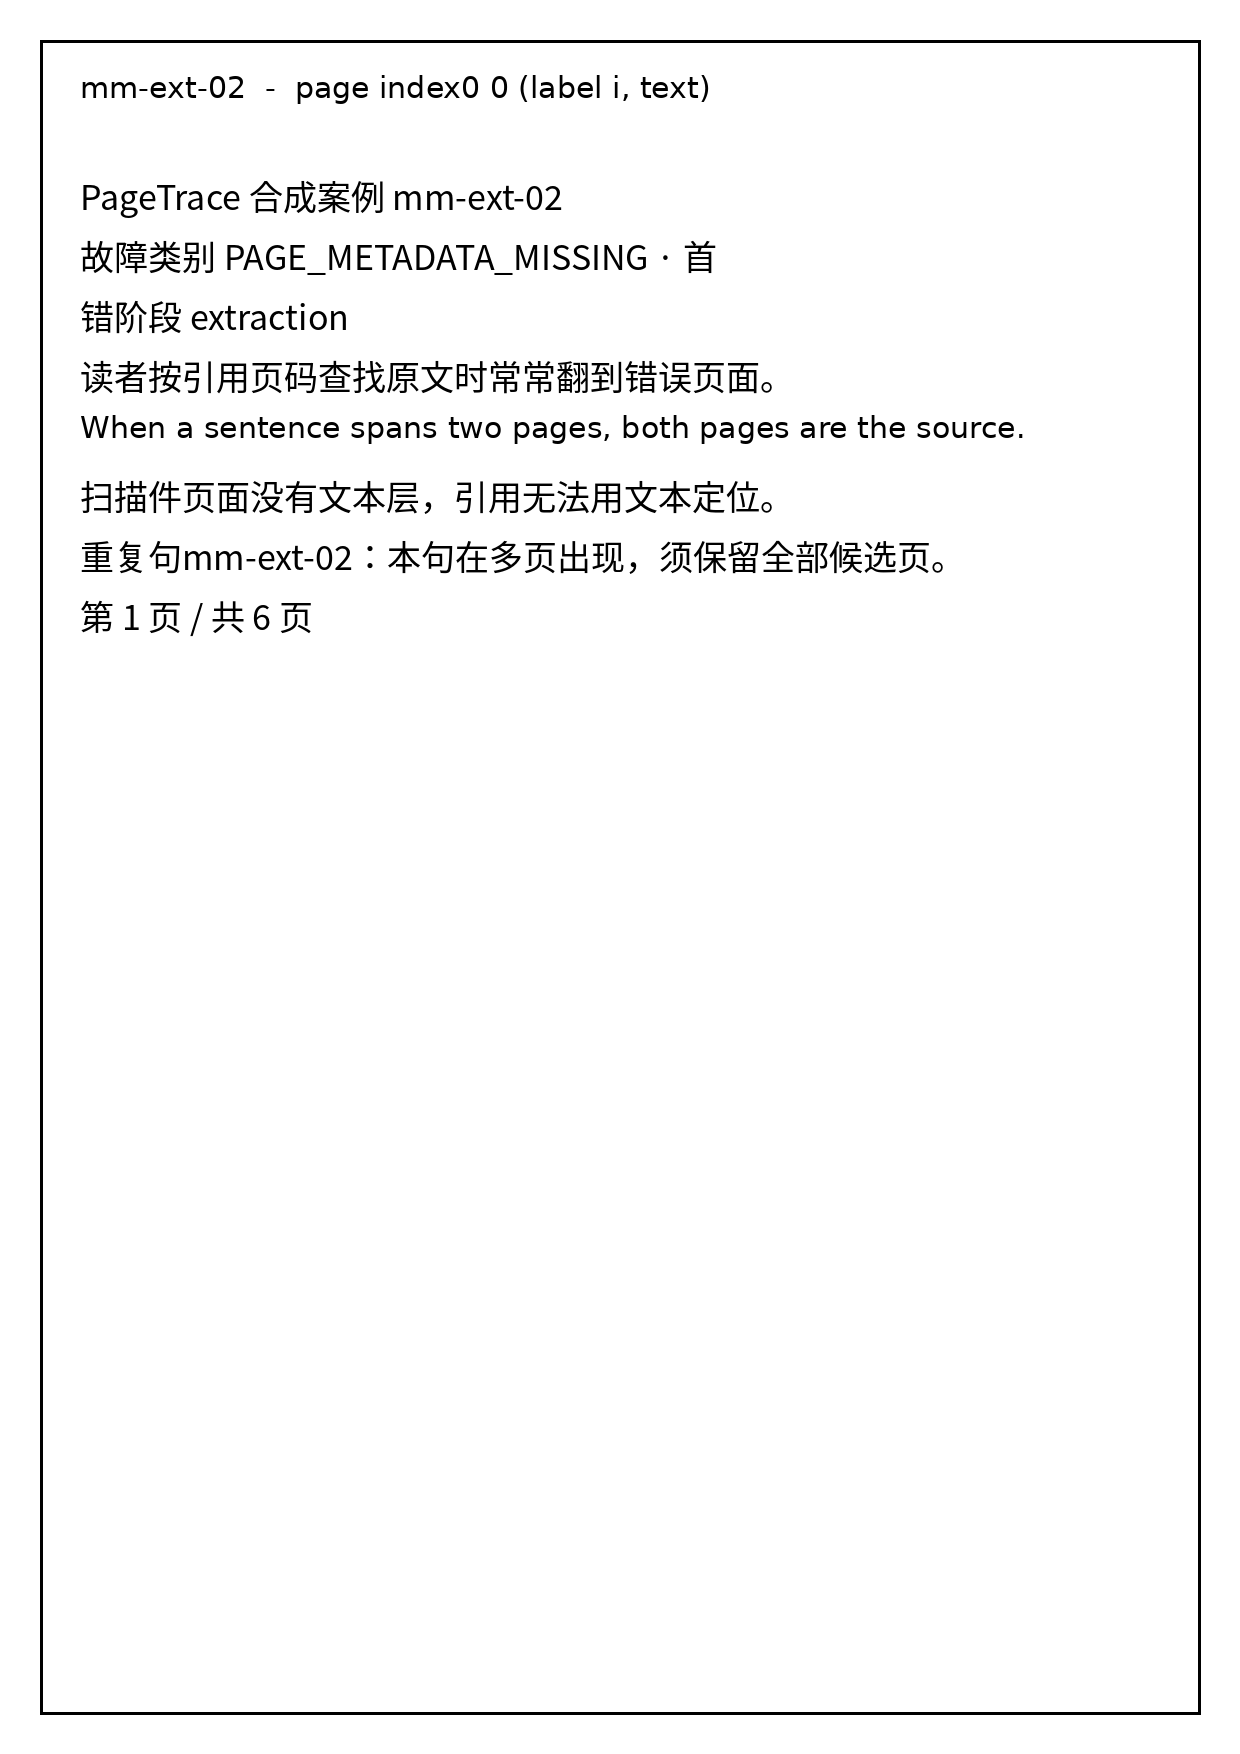 mm-ext-02  -  page index0 0 (label i, text)
PageTrace 合成案例 mm-ext-02
故障类别 PAGE_METADATA_MISSING · 首
错阶段 extraction
读者按引用页码查找原文时常常翻到错误页面。
When a sentence spans two pages, both pages are the source.
扫描件页面没有文本层，引用无法用文本定位。
重复句mm-ext-02：本句在多页出现，须保留全部候选页。
第 1 页 / 共 6 页